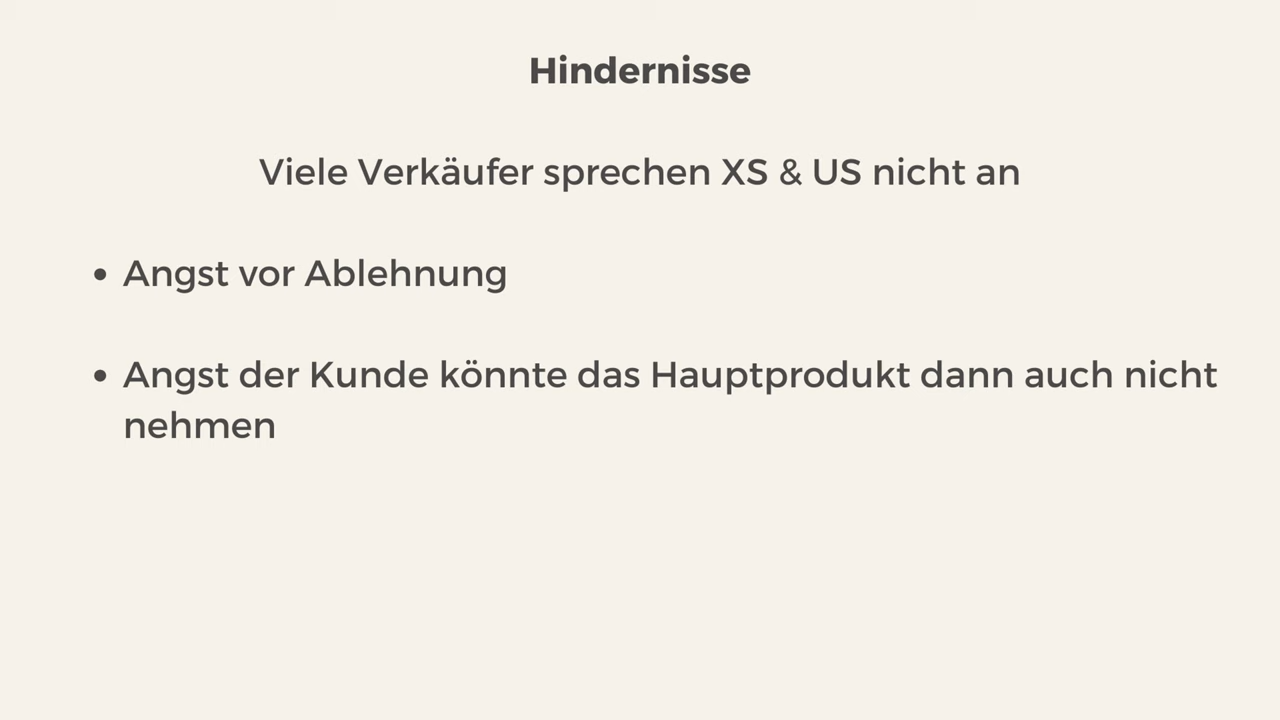 Hindernisse
Viele Verkäufer sprechen XS & US nicht an
• Angst vor Ablehnung
• Angst der Kunde könnte das Hauptprodukt dann auch nicht
nehmen